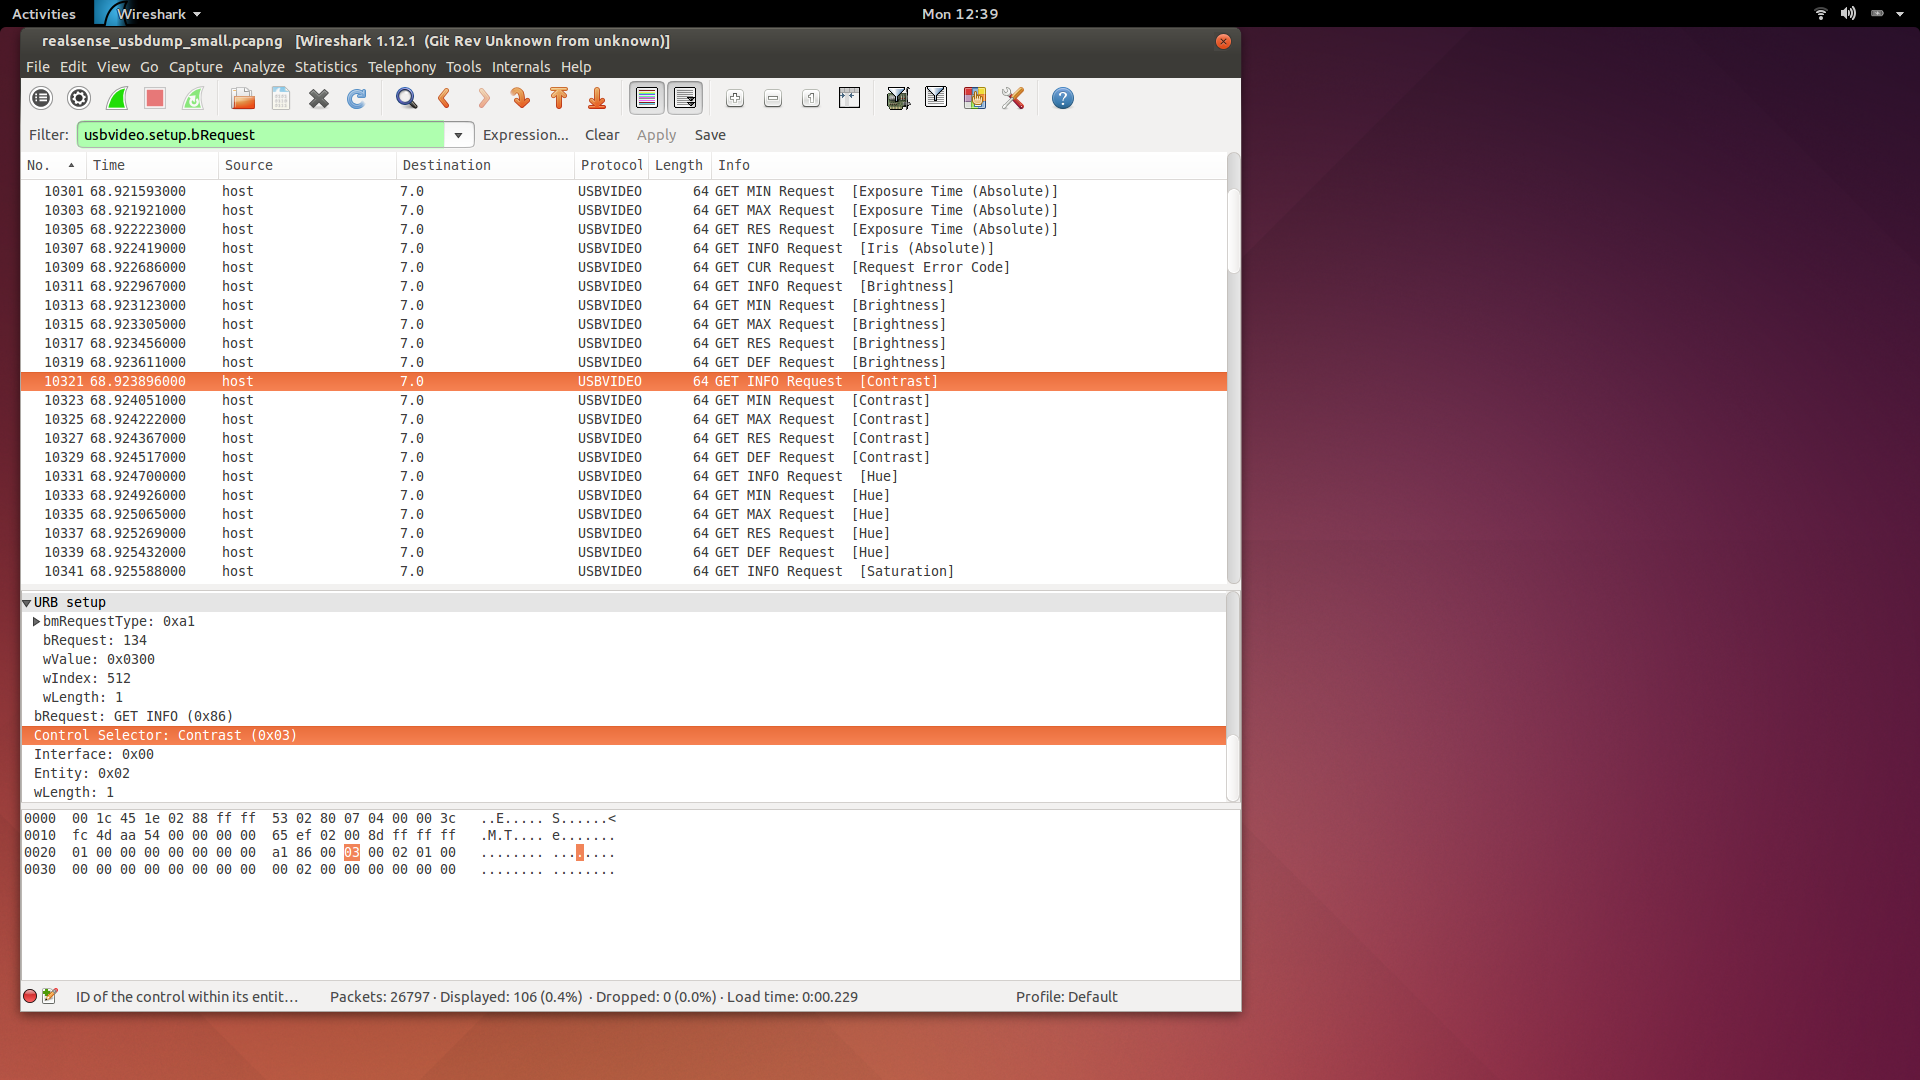 Activities Wireshark Mon 12:39
realsense_usbdump_small.pcapng [Wireshark 1.12.1 (Git Rev Unknown from unknown)]
File Edit View Go Capture Analyze Statistics Telephony Tools Internals Help
Filter: usbvideo.setup.bRequest Expression... Clear Apply Save
No. Time Source Destination Protocol Length Info
10301 68.921593000 host 7.0 USBVIDEO 64 GET MIN Request [Exposure Time (Absolute)]
10303 68.921921000 host 7.0 USBVIDEO 64 GET MAX Request [Exposure Time (Absolute)]
10305 68.922223000 host 7.0 USBVIDEO 64 GET RES Request [Exposure Time (Absolute)]
10307 68.922419000 host 7.0 USBVIDEO 64 GET INFO Request [Iris (Absolute)]
10309 68.922686000 host 7.0 USBVIDEO 64 GET CUR Request [Request Error Code]
10311 68.922967000 host 7.0 USBVIDEO 64 GET INFO Request [Brightness]
10313 68.923123000 host 7.0 USBVIDEO 64 GET MIN Request [Brightness]
10315 68.923305000 host 7.0 USBVIDEO 64 GET MAX Request [Brightness]
10317 68.923456000 host 7.0 USBVIDEO 64 GET RES Request [Brightness]
10319 68.923611000 host 7.0 USBVIDEO 64 GET DEF Request [Brightness]
10321 68.923896000 host 7.0 USBVIDEO 64 GET INFO Request [Contrast]
10323 68.924051000 host 7.0 USBVIDEO 64 GET MIN Request [Contrast]
10325 68.924222000 host 7.0 USBVIDEO 64 GET MAX Request [Contrast]
10327 68.924367000 host 7.0 USBVIDEO 64 GET RES Request [Contrast]
10329 68.924517000 host 7.0 USBVIDEO 64 GET DEF Request [Contrast]
10331 68.924700000 host 7.0 USBVIDEO 64 GET INFO Request [Hue]
10333 68.924926000 host 7.0 USBVIDEO 64 GET MIN Request [Hue]
10335 68.925065000 host 7.0 USBVIDEO 64 GET MAX Request [Hue]
10337 68.925269000 host 7.0 USBVIDEO 64 GET RES Request [Hue]
10339 68.925432000 host 7.0 USBVIDEO 64 GET DEF Request [Hue]
10341 68.925588000 host 7.0 USBVIDEO 64 GET INFO Request [Saturation]
URB setup
bmRequestType: 0xa1
bRequest: 134
wValue: 0x0300
wIndex: 512
wLength: 1
bRequest: GET INFO (0x86)
Control Selector: Contrast (0x03)
Interface: 0x00
Entity: 0x02
wLength: 1
0000 00 1c 45 1e 02 88 ff ff 53 02 80 07 04 00 00 3c ..E..... S......<
0010 fc 4d aa 54 00 00 00 00 65 ef 02 00 8d ff ff ff .M.T.... e.......
0020 01 00 00 00 00 00 00 00 a1 86 00 03 00 02 01 00 ........ ........
0030 00 00 00 00 00 00 00 00 00 02 00 00 00 00 00 00 ........ ........
ID of the control within its entit... Packets: 26797 · Displayed: 106 (0.4%) · Dropped: 0 (0.0%) · Load time: 0:00.229 Profile: Default